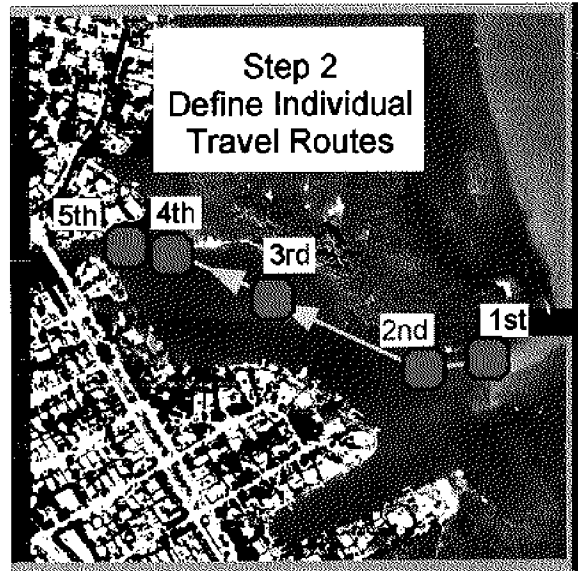 Step 2
Define Individual
Travel Routes
5th
4th
3rd
2nd
1st